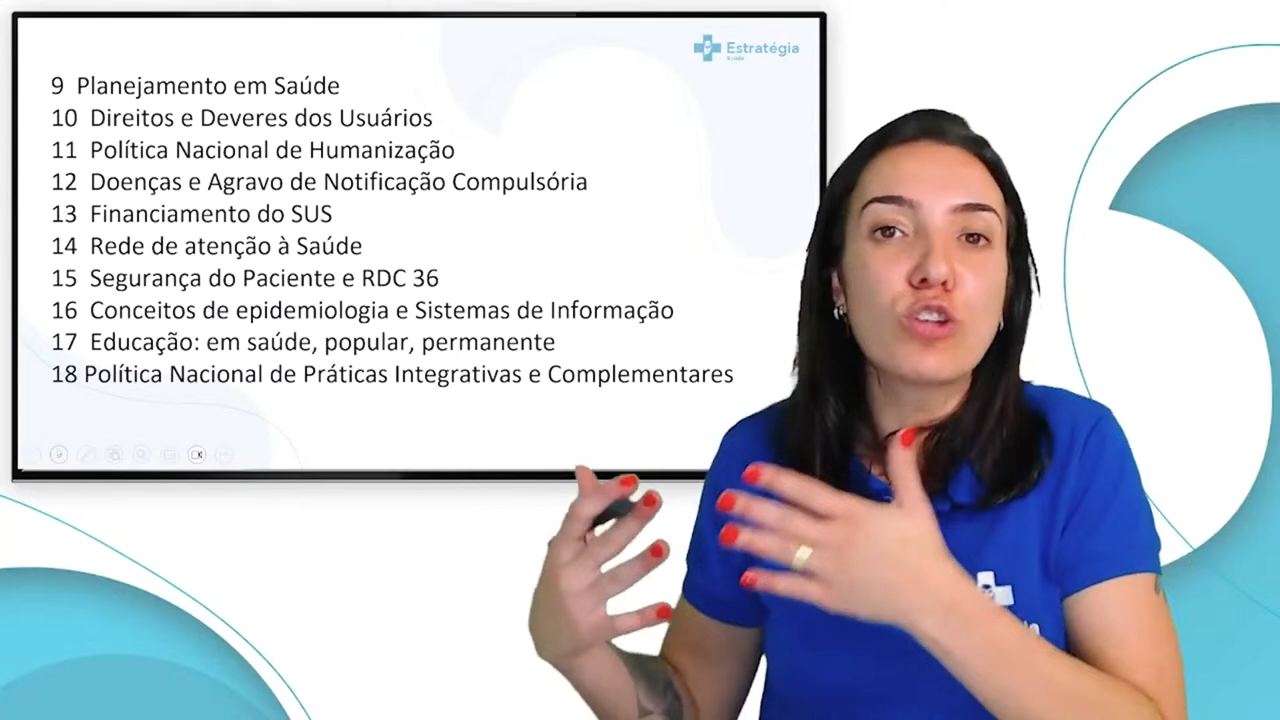 Estratégia
9 Planejamento em Saúde
10 Direitos e Deveres dos Usuários
11 Política Nacional de Humanização
12 Doenças e Agravo de Notificação Compulsória
13 Financiamento do SUS
14 Rede de atenção à Saúde
15 Segurança do Paciente e RDC 36
16 Conceitos de epidemiologia e Sistemas de Informação
17 Educação: em saúde, popular, permanente
18 Política Nacional de Práticas Integrativas e Complementares